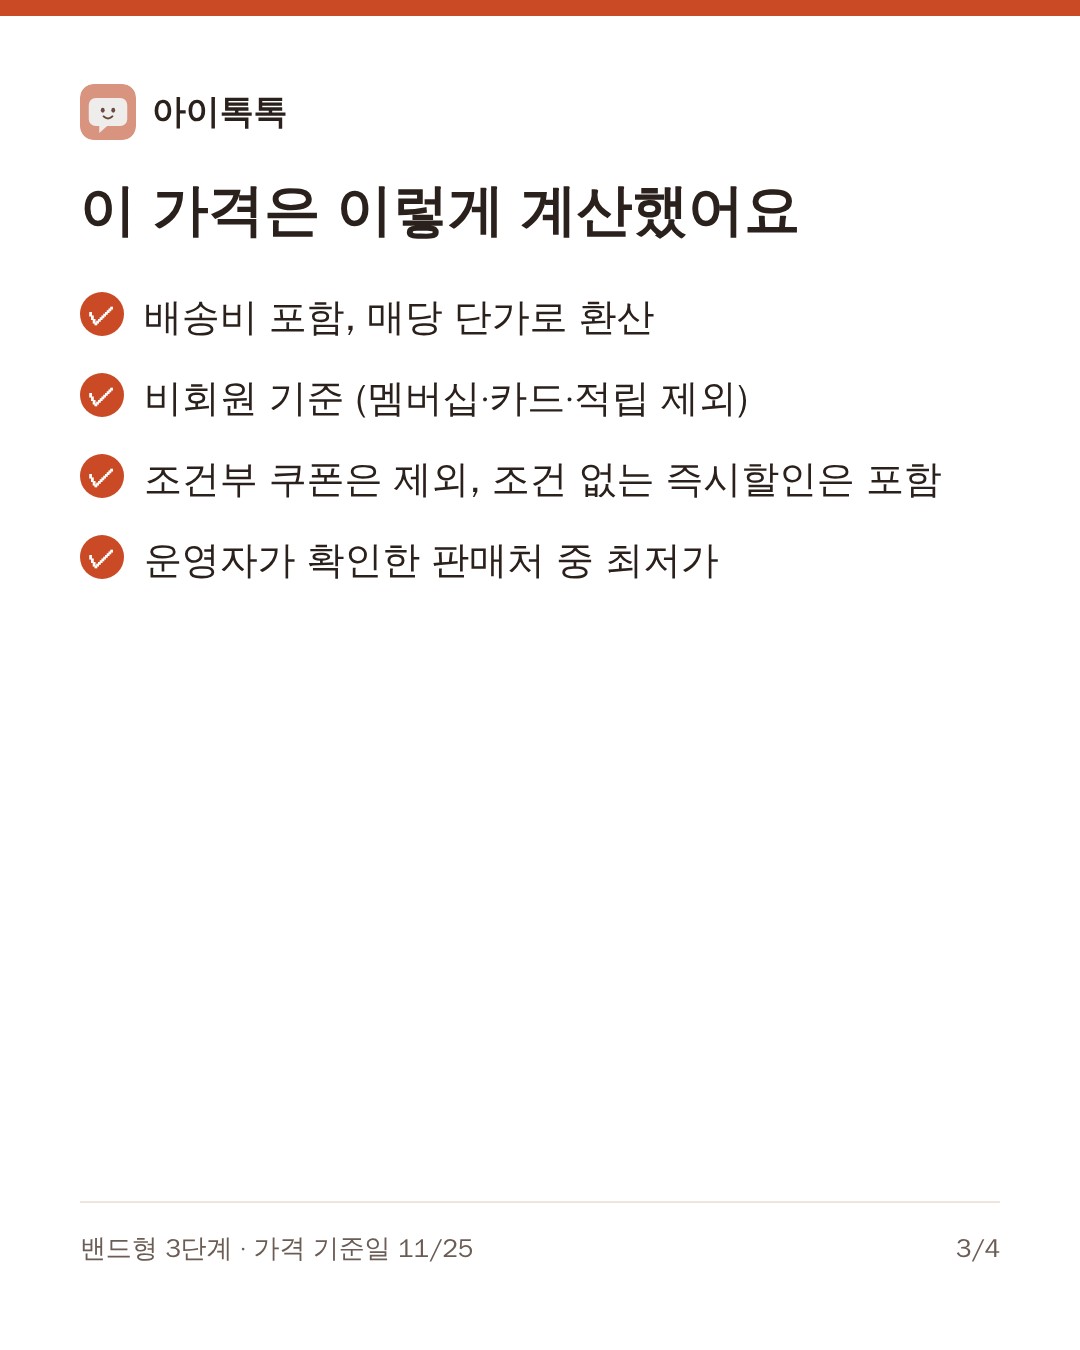 아이톡톡
이 가격은 이렇게 계산했어요
배송비 포함, 매당 단가로 환산
비회원 기준 (멤버십·카드·적립 제외)
조건부 쿠폰은 제외, 조건 없는 즉시할인은 포함
운영자가 확인한 판매처 중 최저가
밴드형 3단계 · 가격 기준일 11/25
3/4